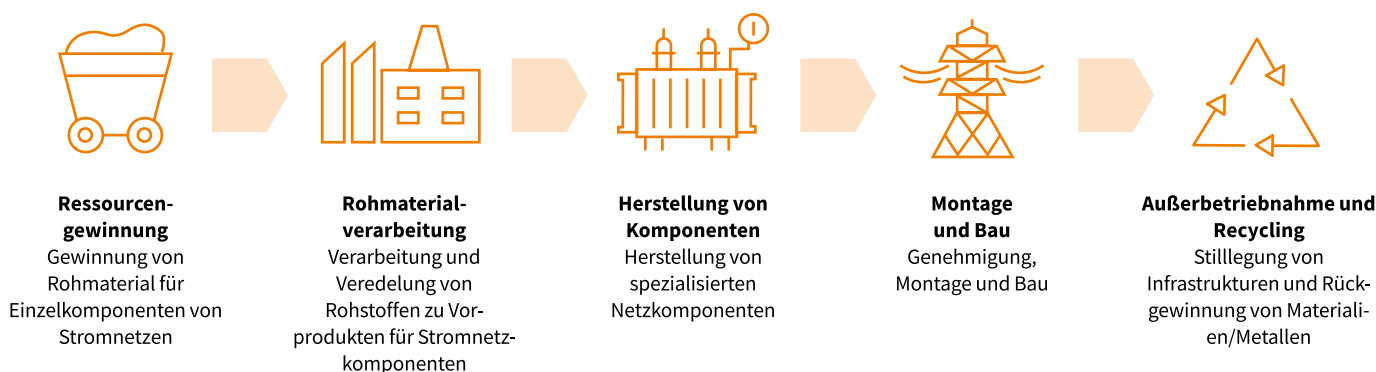 Ressourcen-
gewinnung
Gewinnung von
Rohmaterial für
Einzelkomponenten von
Stromnetzen
Rohmaterial-
verarbeitung
Verarbeitung und
Veredelung von
Rohstoffen zu Vor-
produkten für Stromnetz-
komponenten
Herstellung von
Komponenten
Herstellung von
spezialisierten
Netzkomponenten
Montage
und Bau
Genehmigung,
Montage und Bau
Außerbetriebnahme und
Recycling
Stilllegung von
Infrastrukturen und Rück-
gewinnung von Materiali-
en/Metallen